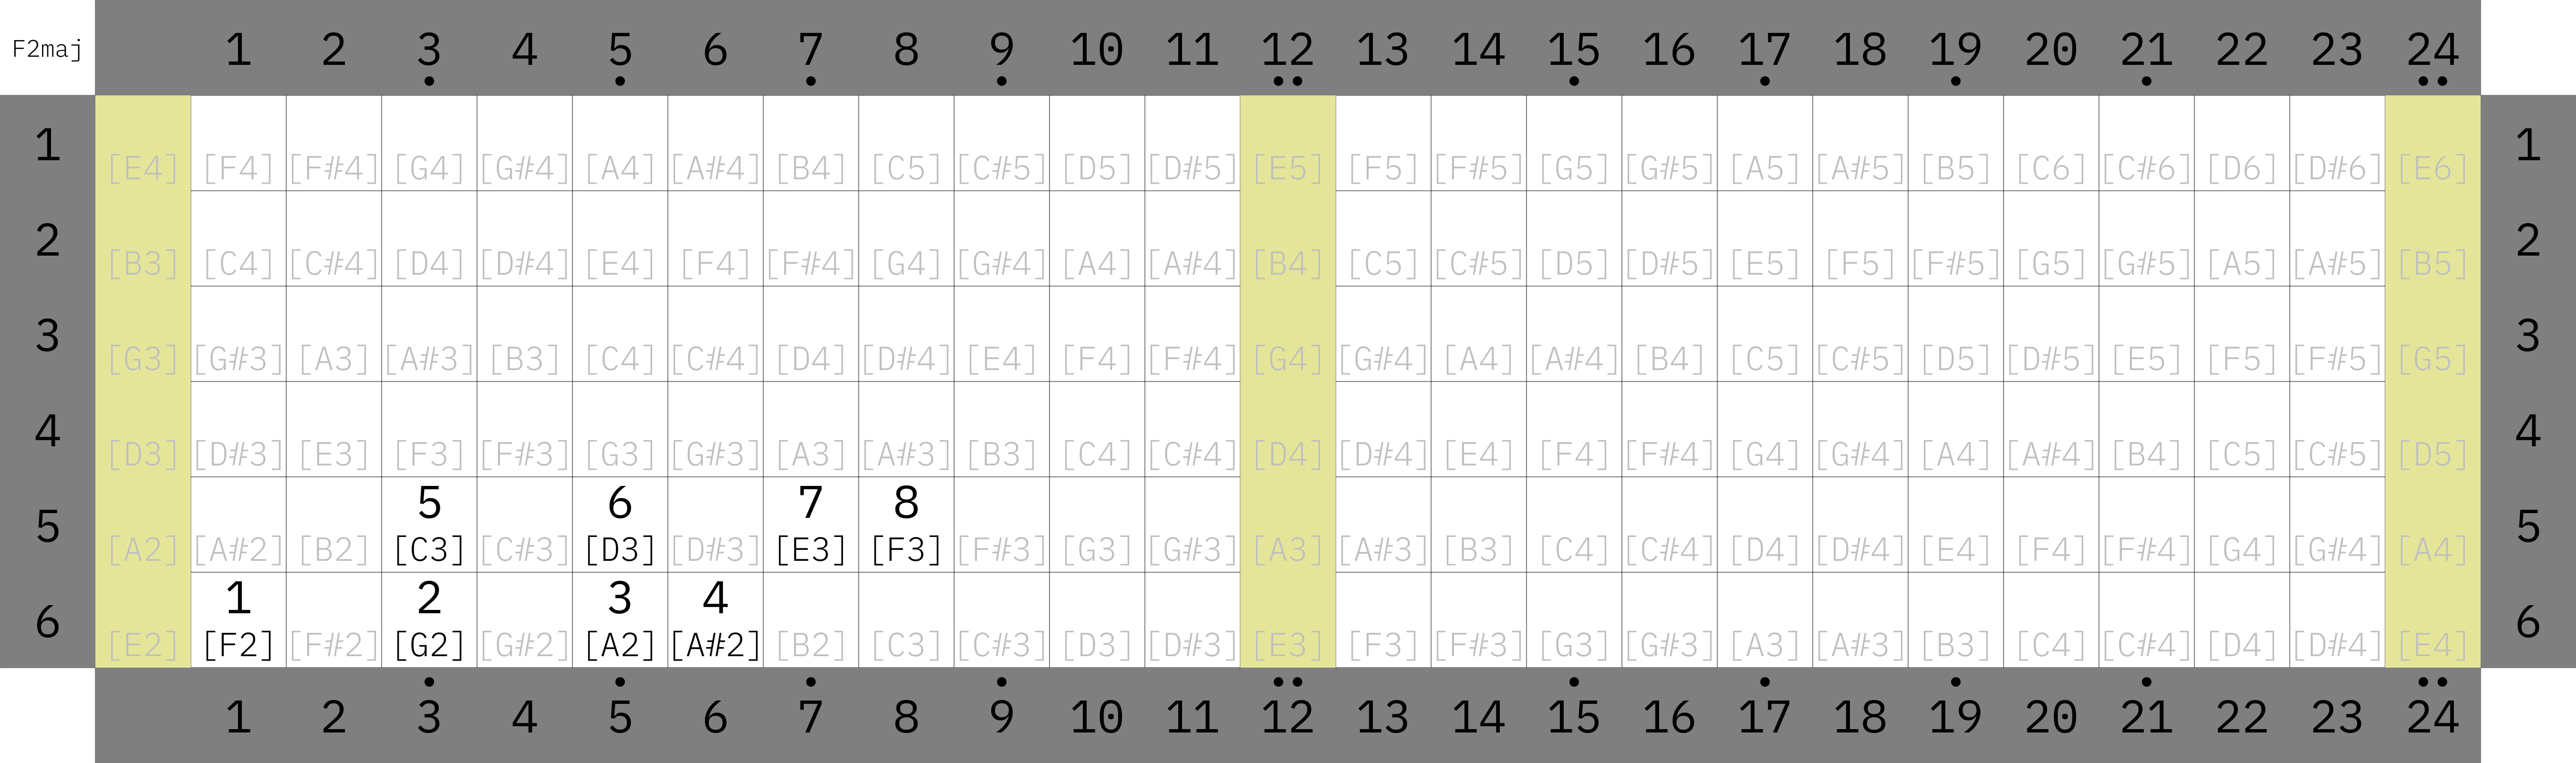 F2maj 1 2 3 4 5 6 7 8 9 10 11 12 13 14 15 16 17 18 19 20 21 22 23 24
1 [E4] [F4] [F#4] [G4] [G#4] [A4] [A#4] [B4] [C5] [C#5] [D5] [D#5] [E5] [F5] [F#5] [G5] [G#5] [A5] [A#5] [B5] [C6] [C#6] [D6] [D#6] [E6] 1
2 [B3] [C4] [C#4] [D4] [D#4] [E4] [F4] [F#4] [G4] [G#4] [A4] [A#4] [B4] [C5] [C#5] [D5] [D#5] [E5] [F5] [F#5] [G5] [G#5] [A5] [A#5] [B5] 2
3 [G3] [G#3] [A3] [A#3] [B3] [C4] [C#4] [D4] [D#4] [E4] [F4] [F#4] [G4] [G#4] [A4] [A#4] [B4] [C5] [C#5] [D5] [D#5] [E5] [F5] [F#5] [G5] 3
4 [D3] [D#3] [E3] [F3] [F#3] [G3] [G#3] [A3] [A#3] [B3] [C4] [C#4] [D4] [D#4] [E4] [F4] [F#4] [G4] [G#4] [A4] [A#4] [B4] [C5] [C#5] [D5] 4
5 6 7 8
5 [A2] [A#2] [B2] [C3] [C#3] [D3] [D#3] [E3] [F3] [F#3] [G3] [G#3] [A3] [A#3] [B3] [C4] [C#4] [D4] [D#4] [E4] [F4] [F#4] [G4] [G#4] [A4] 5
1 2 3 4
6 [E2] [F2] [F#2] [G2] [G#2] [A2] [A#2] [B2] [C3] [C#3] [D3] [D#3] [E3] [F3] [F#3] [G3] [G#3] [A3] [A#3] [B3] [C4] [C#4] [D4] [D#4] [E4] 6
1 2 3 4 5 6 7 8 9 10 11 12 13 14 15 16 17 18 19 20 21 22 23 24